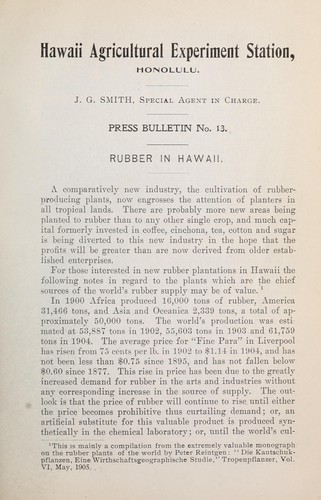 Hawaii Agricultural Experiment Station,
HONOLULU.
J. G. SMITH, SPECIAL AGENT IN CHARGE.
PRESS BULLETIN No. 13.
RUBBER IN HAWAII.
A comparatively new industry, the cultivation of rubber-
producing plants, now engrosses the attention of planters in
all tropical lands. There are probably more new areas being
planted to rubber than to any other single crop, and much cap-
ital formerly invested in coffee, cinchona, tea, cotton and sugar
is being diverted to this new industry in the hope that the
profits will be greater than are now derived from older estab-
lished enterprises.
For those interested in new rubber plantations in Hawaii the
following notes in regard to the plants which are the chief
sources of the world's rubber supply may be of value.¹
In 1900 Africa produced 16,000 tons of rubber, America
31,466 tons, and Asia and Oceanica 2,339 tons, a total of ap-
proximately 50,000 tons. The world's production was esti-
mated at 53,887 tons in 1902, 55,603 tons in 1903 and 61,759
tons in 1904. The average price for "Fine Para" in Liverpool
has risen from 75 cents per lb. in 1902 to $1.14 in 1904, and has
not been less than $0.75 since 1895, and has not fallen below
$0.60 since 1877. This rise in price has been due to the greatly
increased demand for rubber in the arts and industries without
any corresponding increase in the source of supply. The out-
look is that the price of rubber will continue to rise until either
the price becomes prohibitive thus curtailing demand; or, an
artificial substitute for this valuable product is produced syn-
thetically in the chemical laboratory; or, until the world's cul-
¹This is mainly a compilation from the extremely valuable monograph
on the rubber plants of the world by Peter Reintgen: "Die Kautschuk-
pflanzen, Eine Wirthschaftsgeographische Studie," Tropenpflanzer, Vol.
VI, May, 1905.